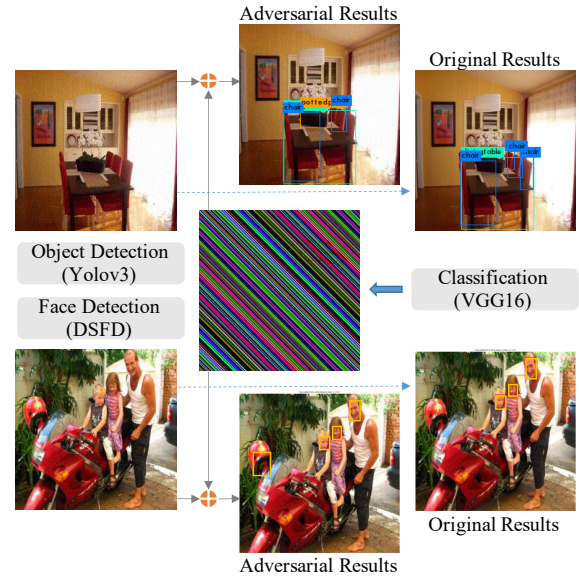 Adversarial Results
Original Results
chair
chair
chair
chair
Object Detection
(Yolov3)
Face Detection
(DSFD)
Classification
(VGG16)
Original Results
Adversarial Results